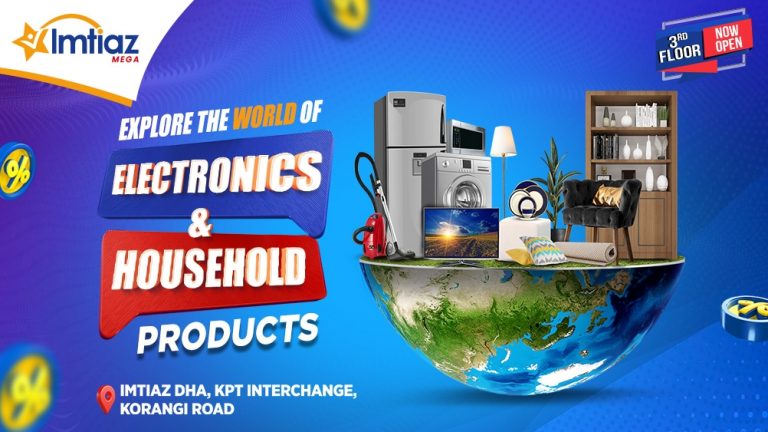 Imtiaz
MEGA
3RD
FLOOR
NOW
OPEN
EXPLORE THE WORLD OF
ELECTRONICS
&
HOUSEHOLD
PRODUCTS
IMTIAZ DHA, KPT INTERCHANGE,
KORANGI ROAD
%
%
%
%